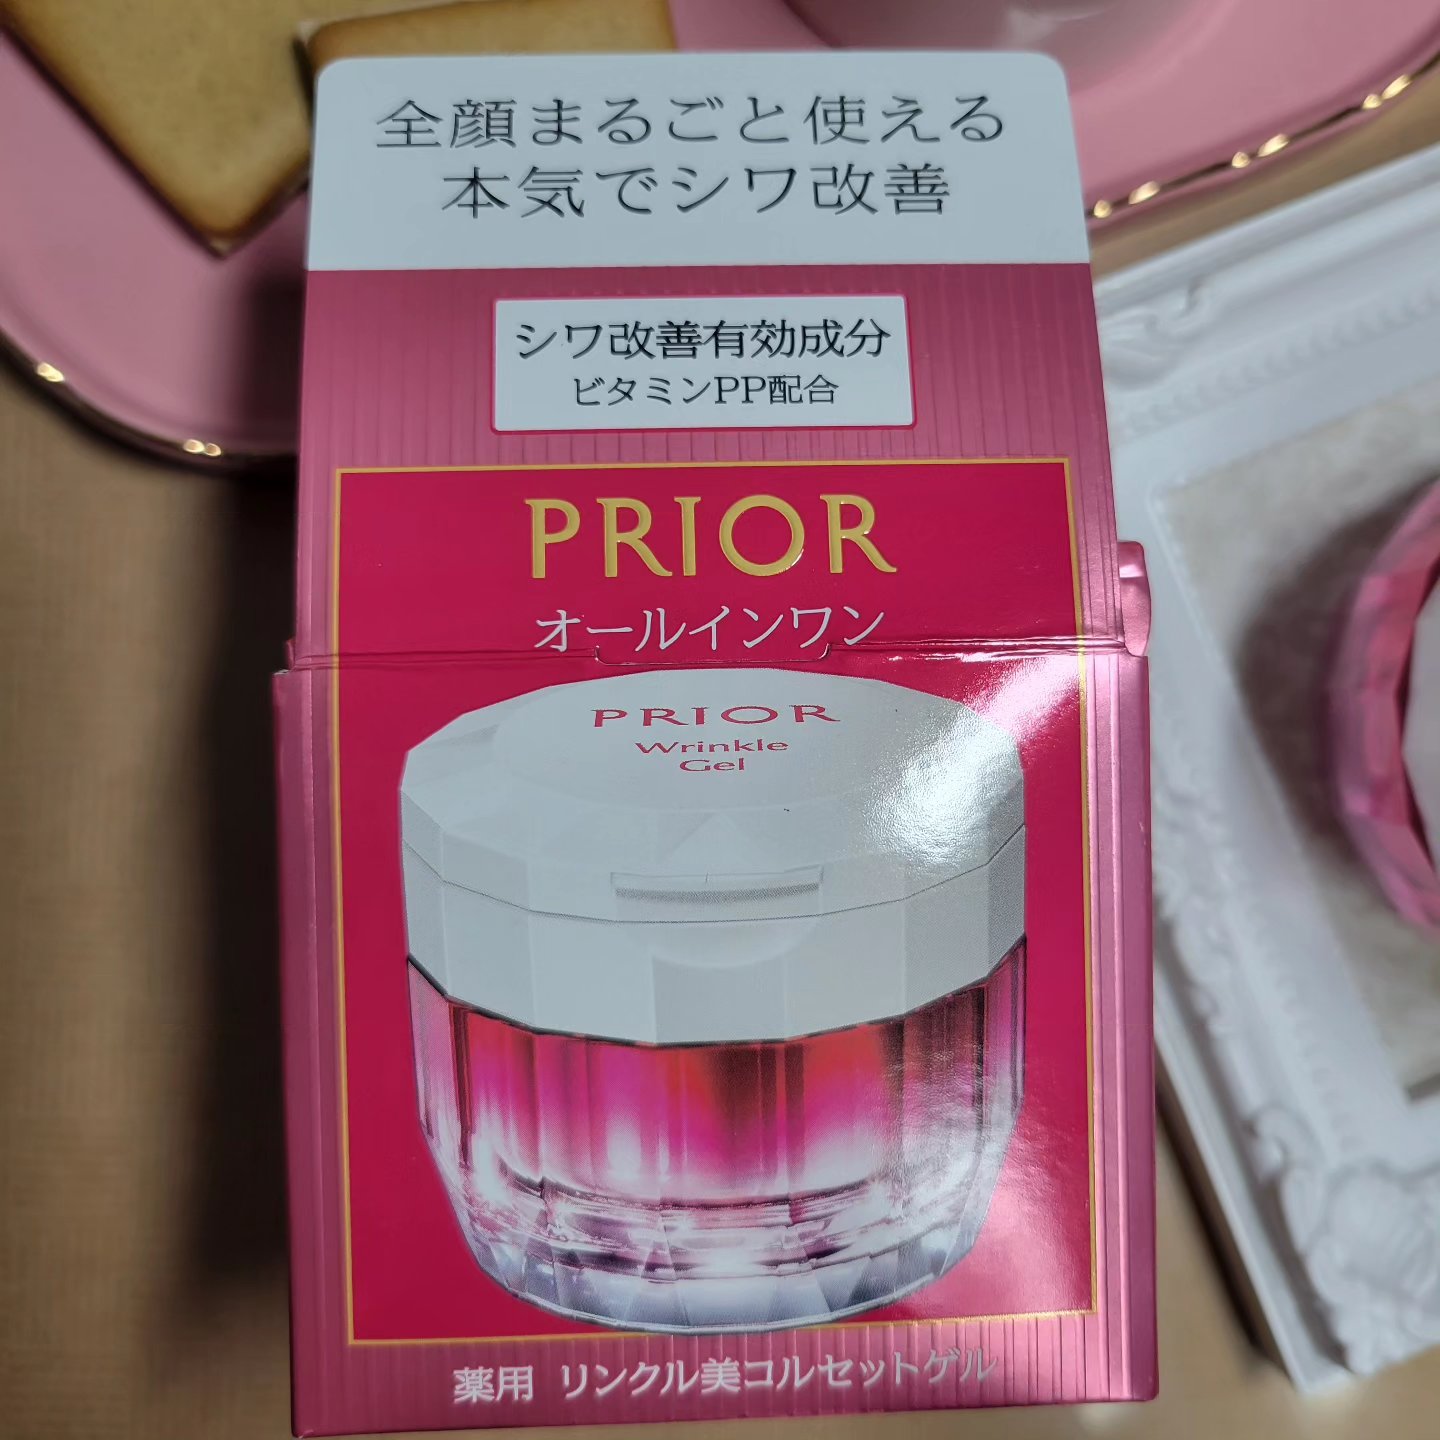 全顔まるごと使える
本気でシワ改善
シワ改善有効成分
ビタミンPP配合
PRIOR
オールインワン
PRIOR
Wrinkle
Gel
薬用 リンクル美コルセットゲル